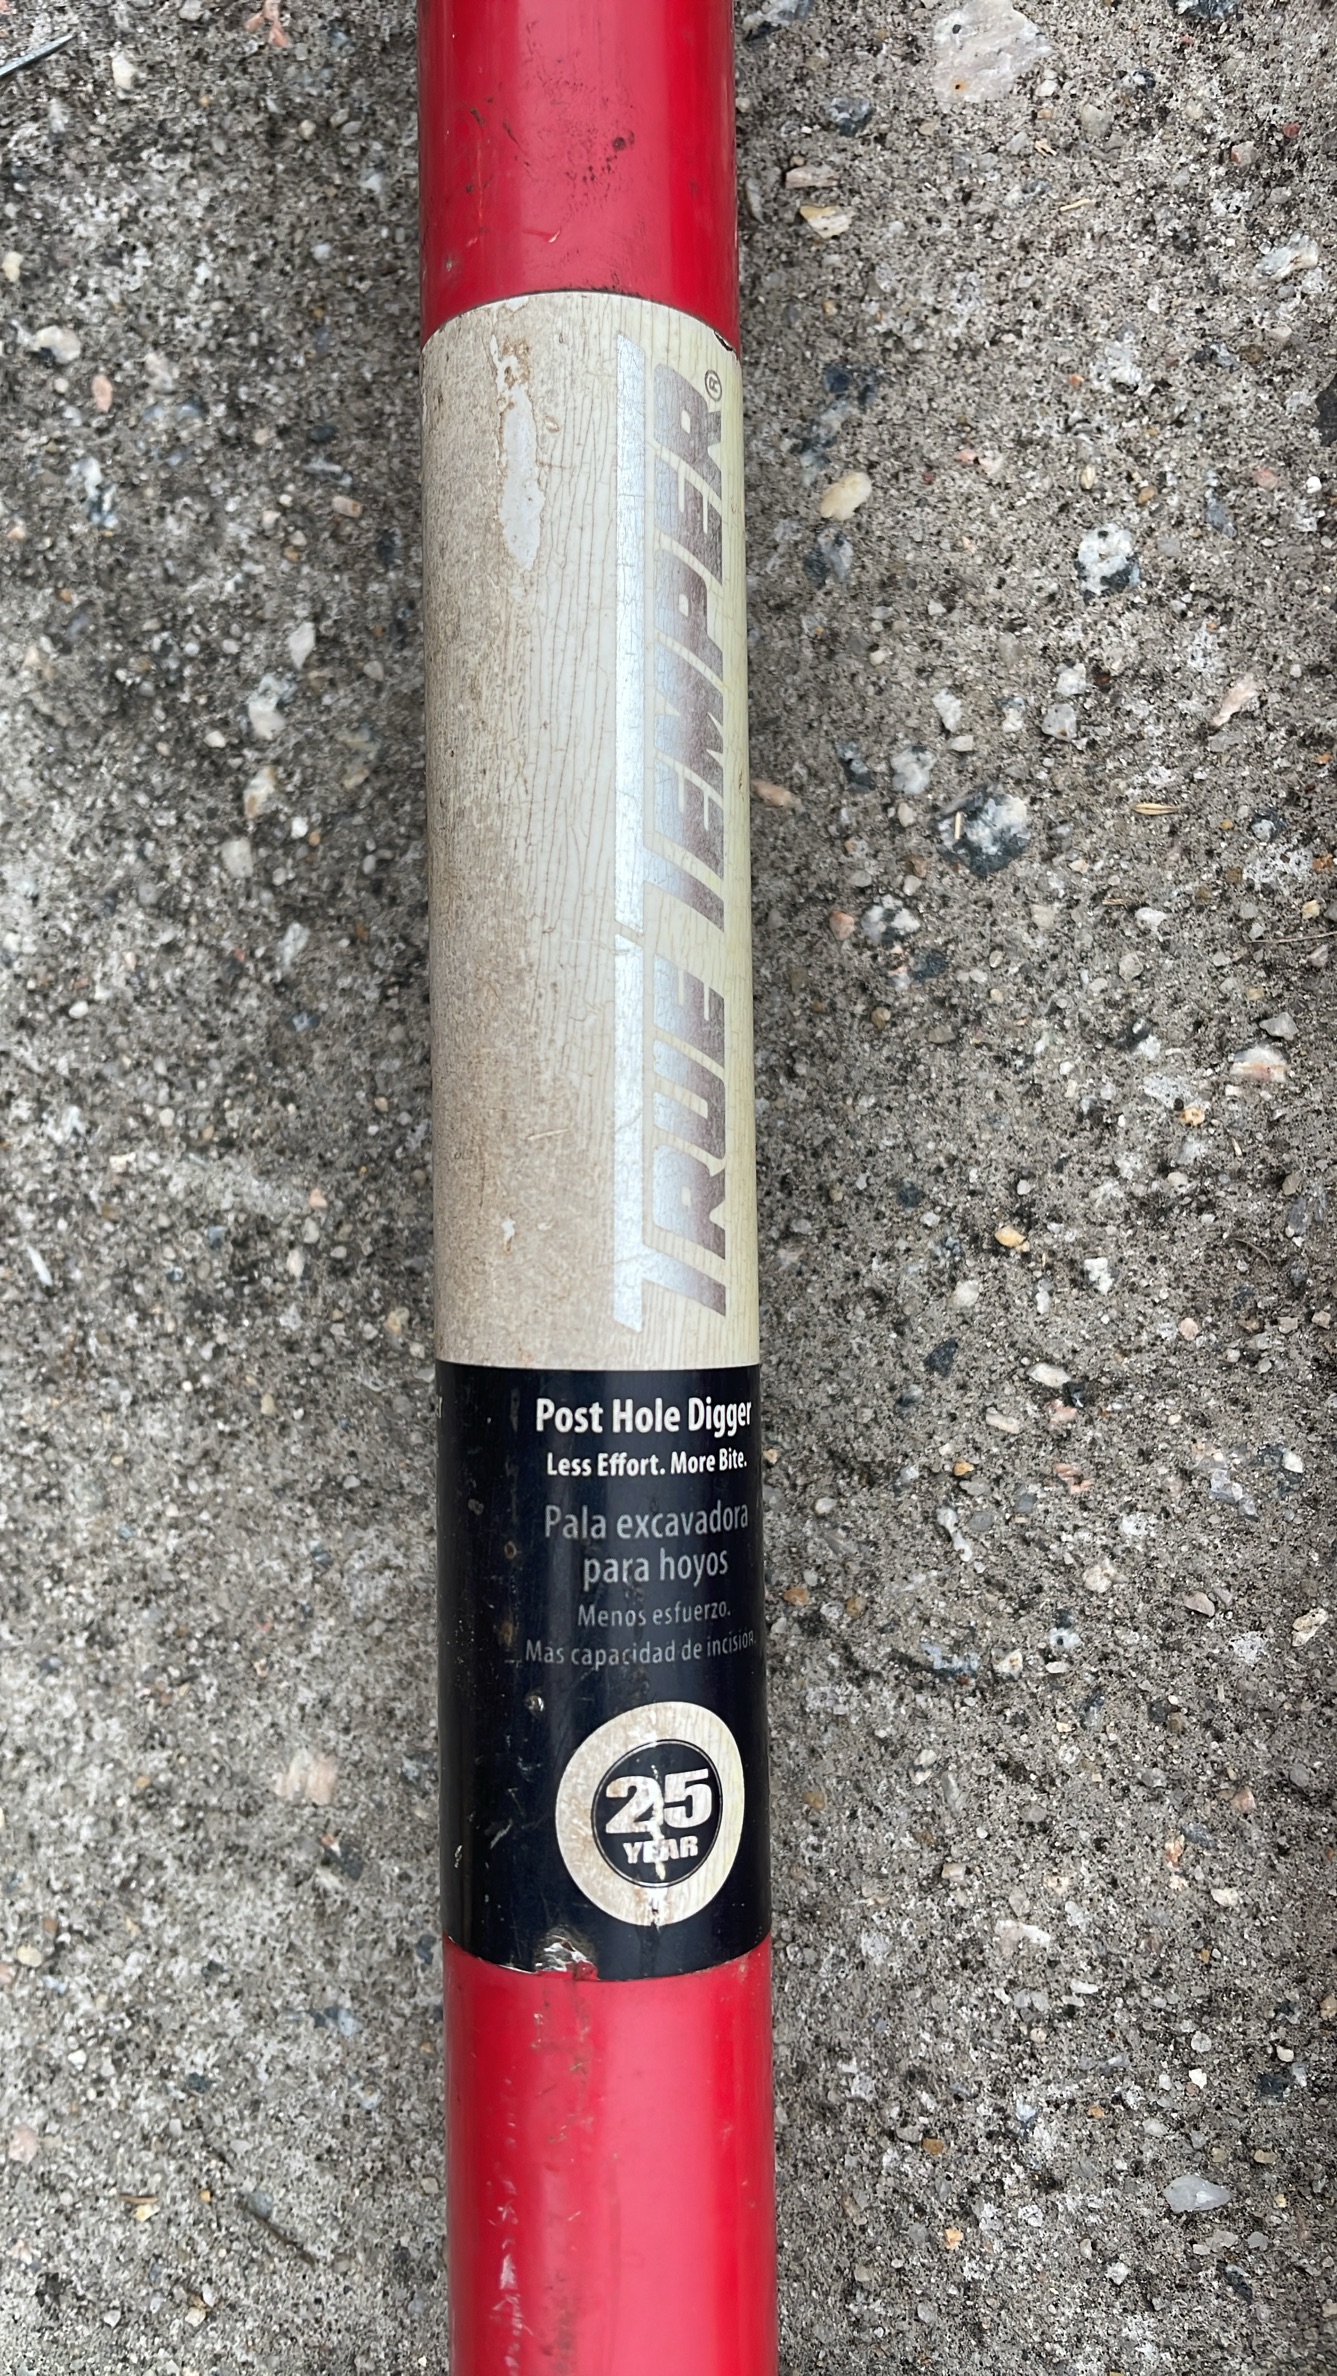 TRUE TEMPER®
Post Hole Digger
Less Effort. More Bite.
Pala excavadora
para hoyos
Menos esfuerzo.
Mas capacidad de incisión.
25
YEAR